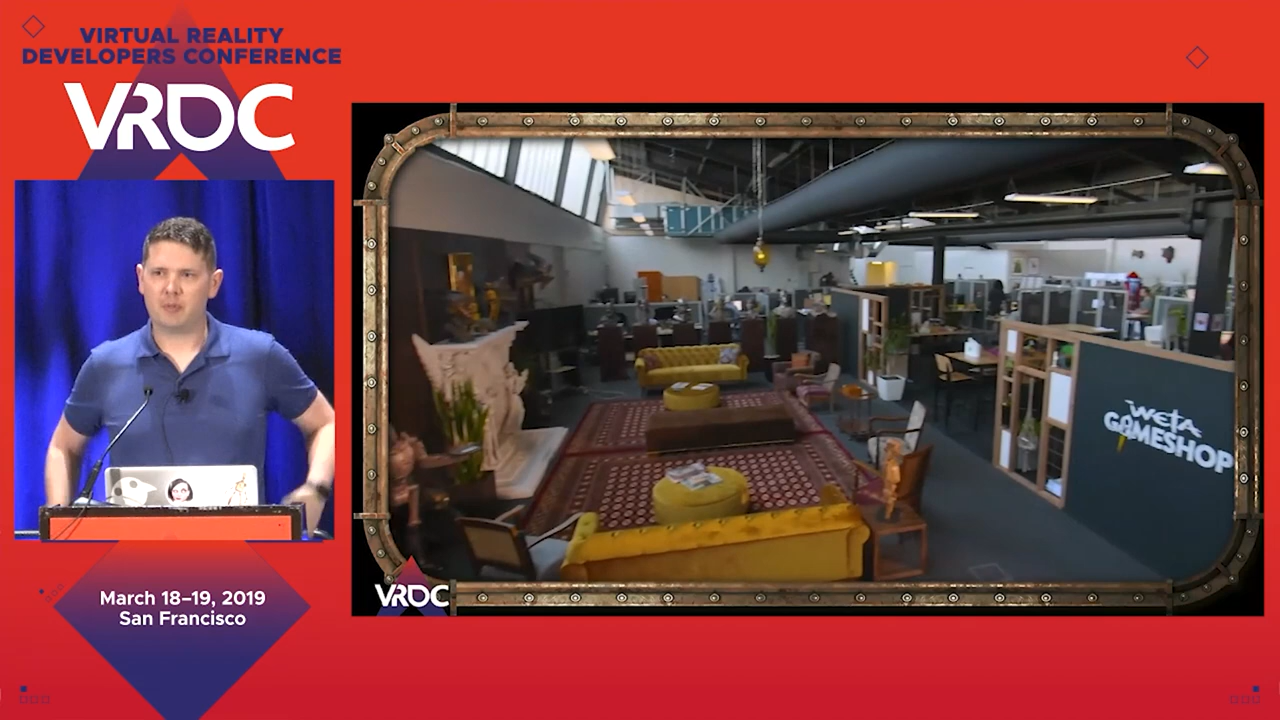 VIRTUAL REALITY
DEVELOPERS CONFERENCE
VRDC
WETA
GAMESHOP
VRDC
March 18–19, 2019
San Francisco